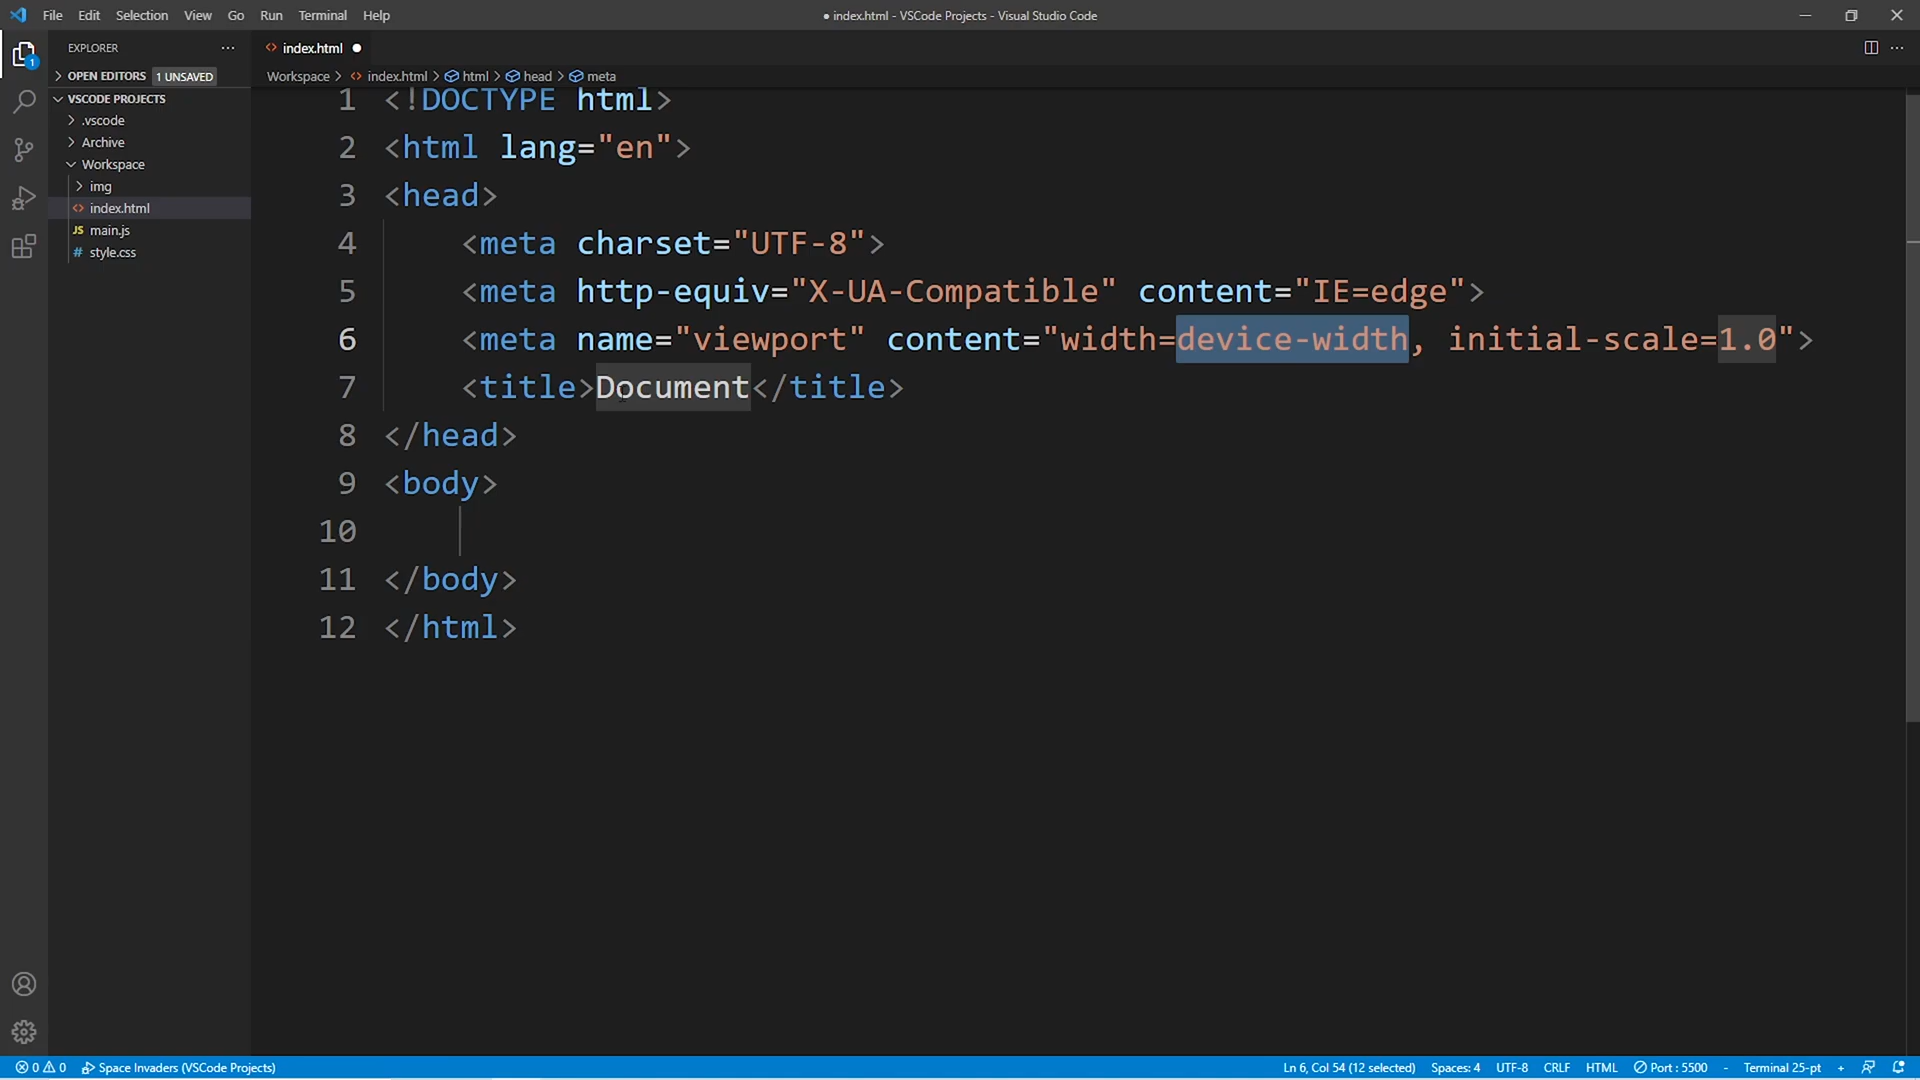 File Edit Selection View Go Run Terminal Help
● index.html - VSCode Projects - Visual Studio Code
EXPLORER
1
OPEN EDITORS 1 UNSAVED
VSCODE PROJECTS
.vscode
Archive
Workspace
img
index.html
JS main.js
# style.css
index.html
Workspace > index.html > html > head > meta
1 <!DOCTYPE html>
2 <html lang="en">
3 <head>
4 <meta charset="UTF-8">
5 <meta http-equiv="X-UA-Compatible" content="IE=edge">
6 <meta name="viewport" content="width=device-width, initial-scale=1.0">
7 <title>Document</title>
8 </head>
9 <body>
10
11 </body>
12 </html>
0 0 Space Invaders (VSCode Projects) Ln 6, Col 54 (12 selected) Spaces: 4 UTF-8 CRLF HTML Port : 5500 - Terminal 25-pt +